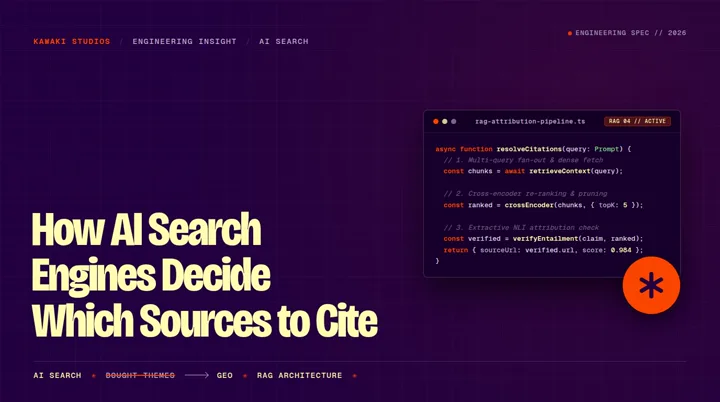 KAWAKI STUDIOS / ENGINEERING INSIGHT / AI SEARCH
ENGINEERING SPEC // 2026
rag-attribution-pipeline.ts
RAG 04 // ACTIVE
async function resolveCitations(query: Prompt) {
// 1. Multi-query fan-out & dense fetch
const chunks = await retrieveContext(query);
// 2. Cross-encoder re-ranking & pruning
const ranked = crossEncoder(chunks, { topK: 5 });
// 3. Extractive NLI attribution check
const verified = verifyEntailment(claim, ranked);
return { sourceUrl: verified.url, score: 0.984 };
}
How AI Search
Engines Decide
Which Sources to Cite
AI SEARCH * BOUGHT THEMES → GEO * RAG ARCHITECTURE *